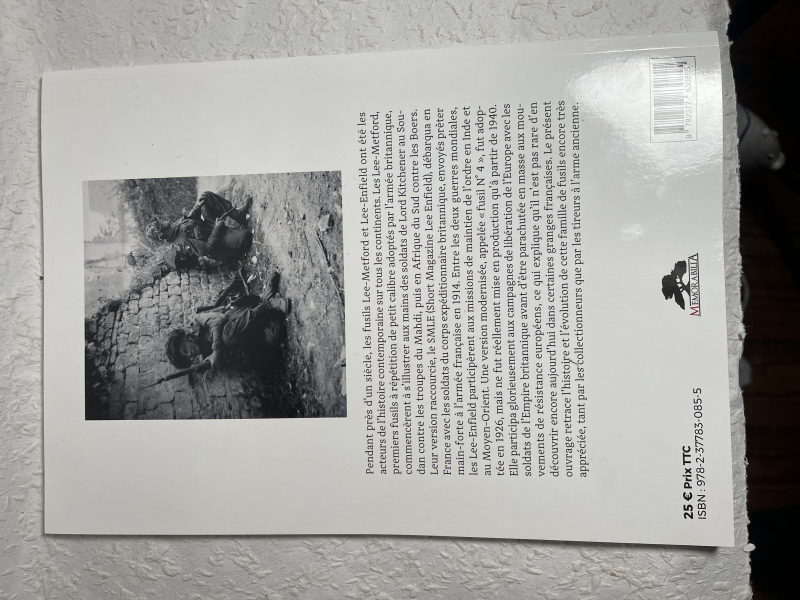 Pendant près d'un siècle, les fusils Lee-Metford et Lee-Enfield ont été les
acteurs de l'histoire contemporaine sur tous les continents. Les Lee-Metford,
premiers fusils à répétition de petit calibre adoptés par l'armée britannique,
commencèrent à s'illustrer aux mains des soldats de Lord Kitchener au Sou-
dan contre les troupes du Mahdi, puis en Afrique du Sud contre les Boers.
Leur version raccourcie, le SMLE (Short Magazine Lee Enfield), débarqua en
France avec les soldats du corps expéditionnaire britannique, envoyés prêter
main-forte à l'armée française en 1914. Entre les deux guerres mondiales,
les Lee-Enfield participèrent aux missions de maintien de l'ordre en Inde et
au Moyen-Orient. Une version modernisée, appelée « fusil N° 4 », fut adop-
tée en 1926, mais ne fut réellement mise en production qu'à partir de 1940.
Elle participa glorieusement aux campagnes de libération de l'Europe avec les
soldats de l'Empire britannique avant d'être parachutée en masse aux mou-
vements de résistance européens, ce qui explique qu'il n'est pas rare d'en
découvrir encore aujourd'hui dans certaines granges françaises. Le présent
ouvrage retrace l'histoire et l'évolution de cette famille de fusils encore très
appréciée, tant par les collectionneurs que par les tireurs à l'arme ancienne.
25 € Prix TTC
ISBN : 978-2-37783-085-5
MEMORABILIA